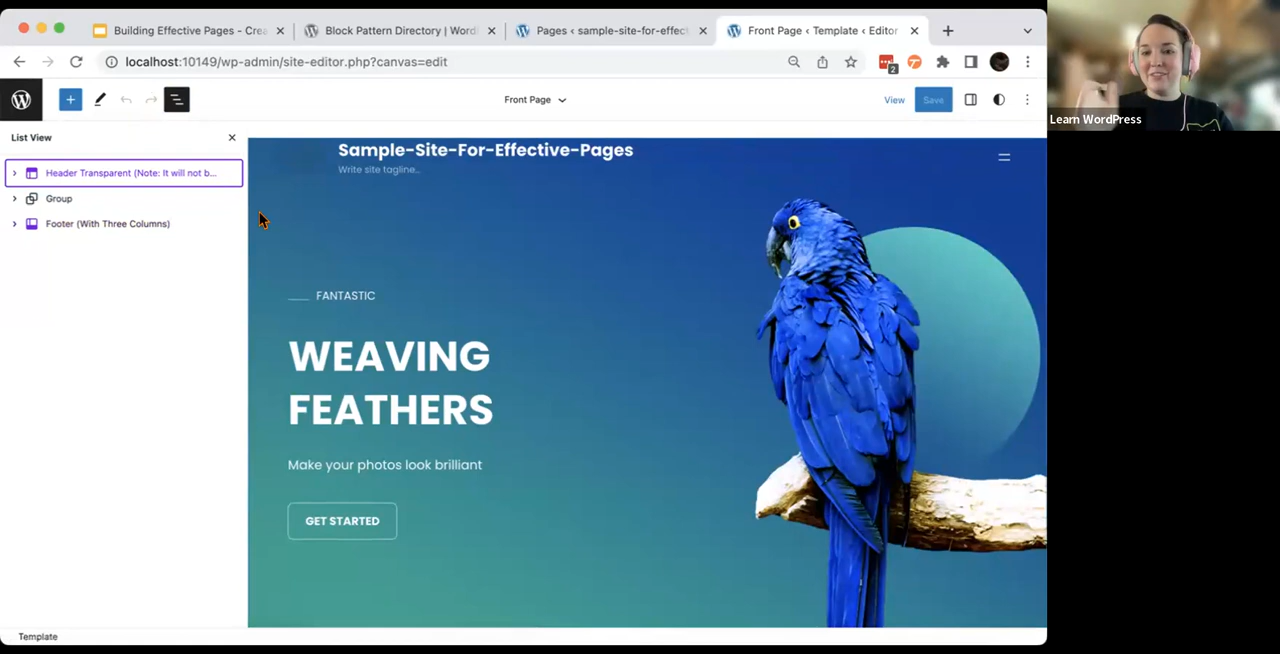 Building Effective Pages - Crea
Block Pattern Directory | Word
Pages ‹ sample-site-for-effect
Front Page ‹ Template ‹ Editor
localhost:10149/wp-admin/site-editor.php?canvas=edit
2
Front Page
View
Save
Learn WordPress
List View
Header Transparent (Note: It will not b...
Group
Footer (With Three Columns)
Sample-Site-For-Effective-Pages
Write site tagline...
FANTASTIC
WEAVING
FEATHERS
Make your photos look brilliant
GET STARTED
Template